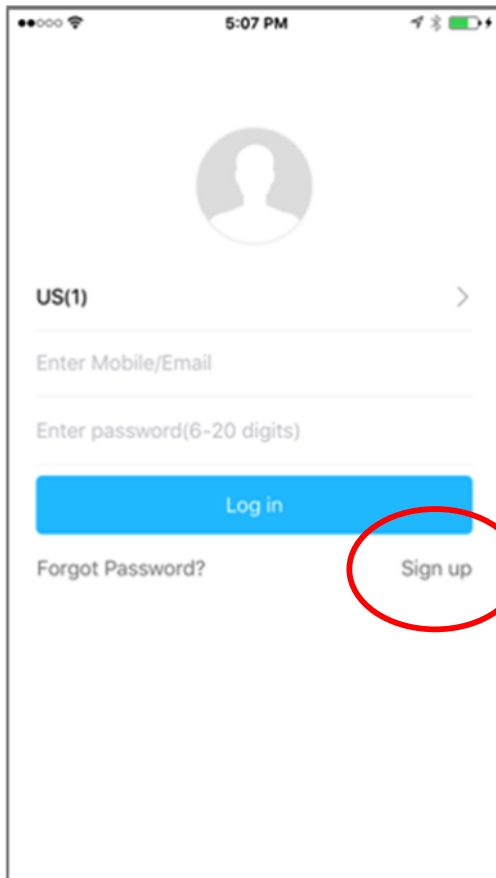 5:07 PM
US(1)
Enter Mobile/Email
Enter password(6-20 digits)
Log in
Forgot Password? Sign up